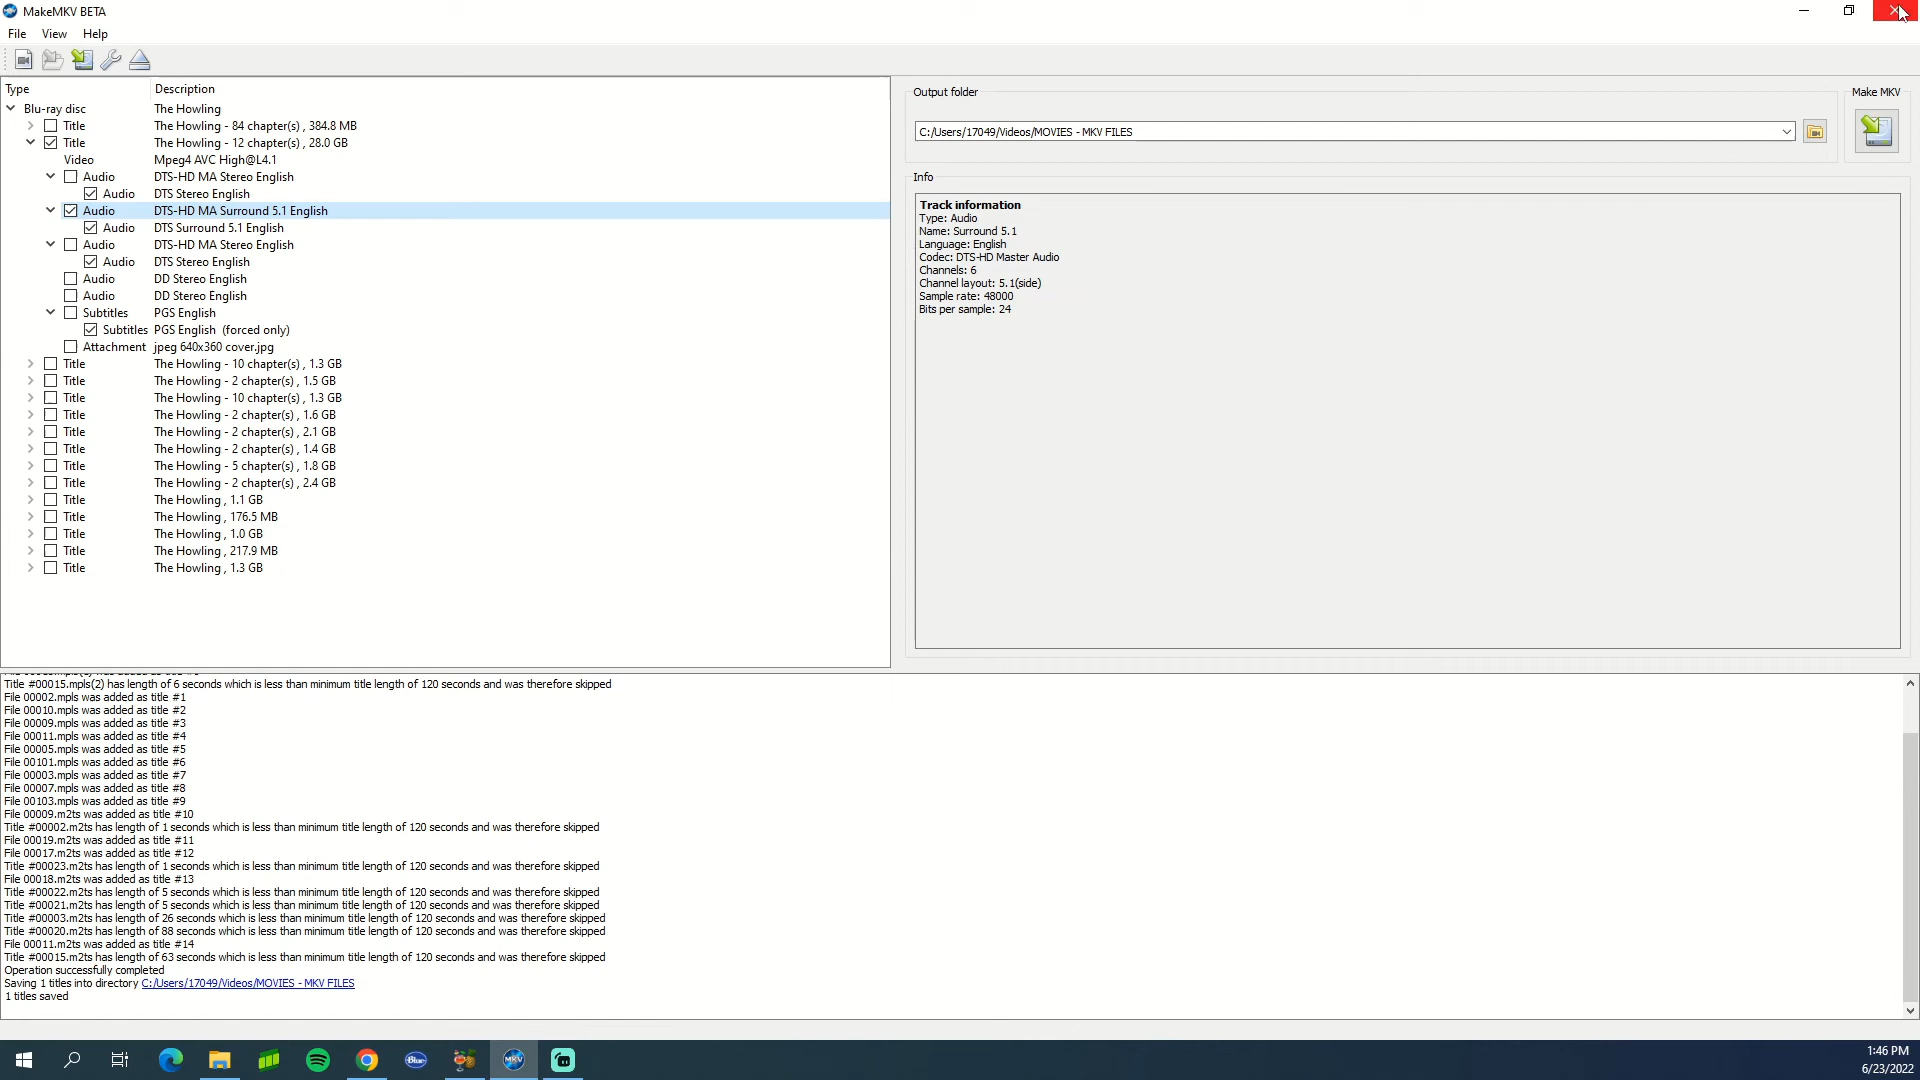 MakeMKV BETA
File View Help
Type Description
Blu-ray disc The Howling
Title The Howling - 84 chapter(s) , 384.8 MB
Title The Howling - 12 chapter(s) , 28.0 GB
Video Mpeg4 AVC High@L4.1
Audio DTS-HD MA Stereo English
Audio DTS Stereo English
Audio DTS-HD MA Surround 5.1 English
Audio DTS Surround 5.1 English
Audio DTS-HD MA Stereo English
Audio DTS Stereo English
Audio DD Stereo English
Audio DD Stereo English
Subtitles PGS English
Subtitles PGS English (forced only)
Attachment jpeg 640x360 cover.jpg
Title The Howling - 10 chapter(s) , 1.3 GB
Title The Howling - 2 chapter(s) , 1.5 GB
Title The Howling - 10 chapter(s) , 1.3 GB
Title The Howling - 2 chapter(s) , 1.6 GB
Title The Howling - 2 chapter(s) , 2.1 GB
Title The Howling - 2 chapter(s) , 1.4 GB
Title The Howling - 5 chapter(s) , 1.8 GB
Title The Howling - 2 chapter(s) , 2.4 GB
Title The Howling , 1.1 GB
Title The Howling , 176.5 MB
Title The Howling , 1.0 GB
Title The Howling , 217.9 MB
Title The Howling , 1.3 GB
Output folder
C:/Users/17049/Videos/MOVIES - MKV FILES
Make MKV
Info
Track information
Type: Audio
Name: Surround 5.1
Language: English
Codec: DTS-HD Master Audio
Channels: 6
Channel layout: 5.1(side)
Sample rate: 48000
Bits per sample: 24
Title #00015.mpls(2) has length of 6 seconds which is less than minimum title length of 120 seconds and was therefore skipped
File 00002.mpls was added as title #1
File 00010.mpls was added as title #2
File 00009.mpls was added as title #3
File 00011.mpls was added as title #4
File 00005.mpls was added as title #5
File 00101.mpls was added as title #6
File 00003.mpls was added as title #7
File 00007.mpls was added as title #8
File 00103.mpls was added as title #9
File 00009.m2ts was added as title #10
Title #00002.m2ts has length of 1 seconds which is less than minimum title length of 120 seconds and was therefore skipped
File 00019.m2ts was added as title #11
File 00017.m2ts was added as title #12
Title #00023.m2ts has length of 1 seconds which is less than minimum title length of 120 seconds and was therefore skipped
File 00018.m2ts was added as title #13
Title #00022.m2ts has length of 5 seconds which is less than minimum title length of 120 seconds and was therefore skipped
Title #00021.m2ts has length of 5 seconds which is less than minimum title length of 120 seconds and was therefore skipped
Title #00003.m2ts has length of 26 seconds which is less than minimum title length of 120 seconds and was therefore skipped
Title #00020.m2ts has length of 88 seconds which is less than minimum title length of 120 seconds and was therefore skipped
File 00011.m2ts was added as title #14
Title #00015.m2ts has length of 63 seconds which is less than minimum title length of 120 seconds and was therefore skipped
Operation successfully completed
Saving 1 titles into directory C:/Users/17049/Videos/MOVIES - MKV FILES
1 titles saved
Blue
MKV
1:46 PM
6/23/2022